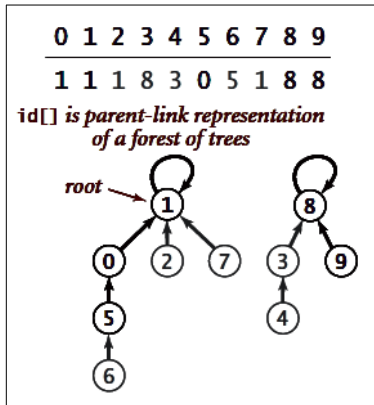 0 1 2 3 4 5 6 7 8 9
1 1 1 8 3 0 5 1 8 8
id[] is parent-link representation
of a forest of trees
root
1 8
0 2 7 3 9
5 4
6